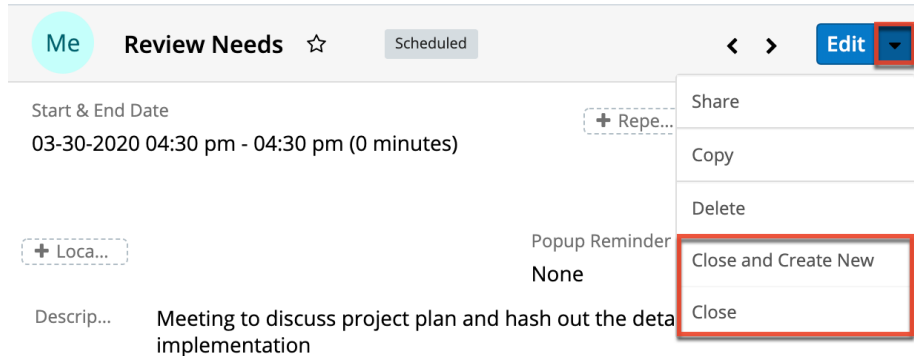 Me Review Needs Scheduled Edit
Share
Start & End Date
+ Repe...
03-30-2020 04:30 pm - 04:30 pm (0 minutes)
Copy
Delete
Popup Reminder
+ Loca...
Close and Create New
None
Close
Descrip... Meeting to discuss project plan and hash out the deta
implementation